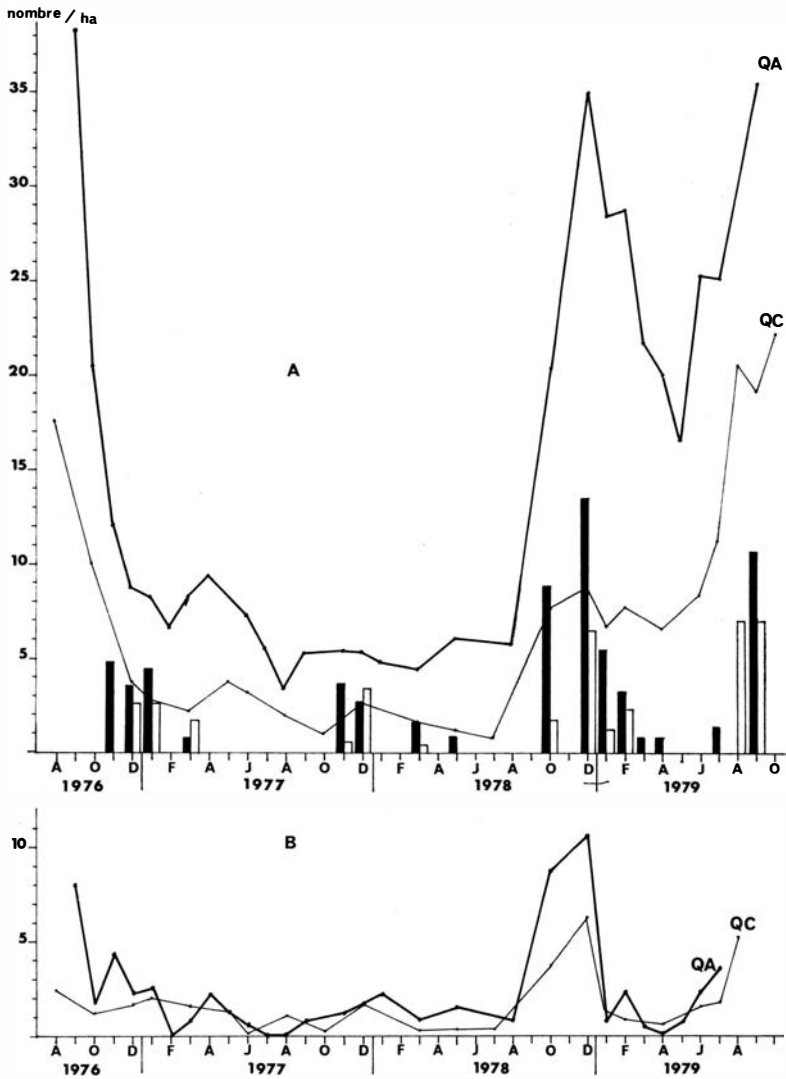 nombre / ha
35
QA
30
25
QC
20
A
15
10
5
A O D F A J A O D F A J A O D F A J A O
1976 1977 1978 1979
10
B
QC
5
QA
A O D F A J A O D F A J A O D F A J A
1976 1977 1978 1979